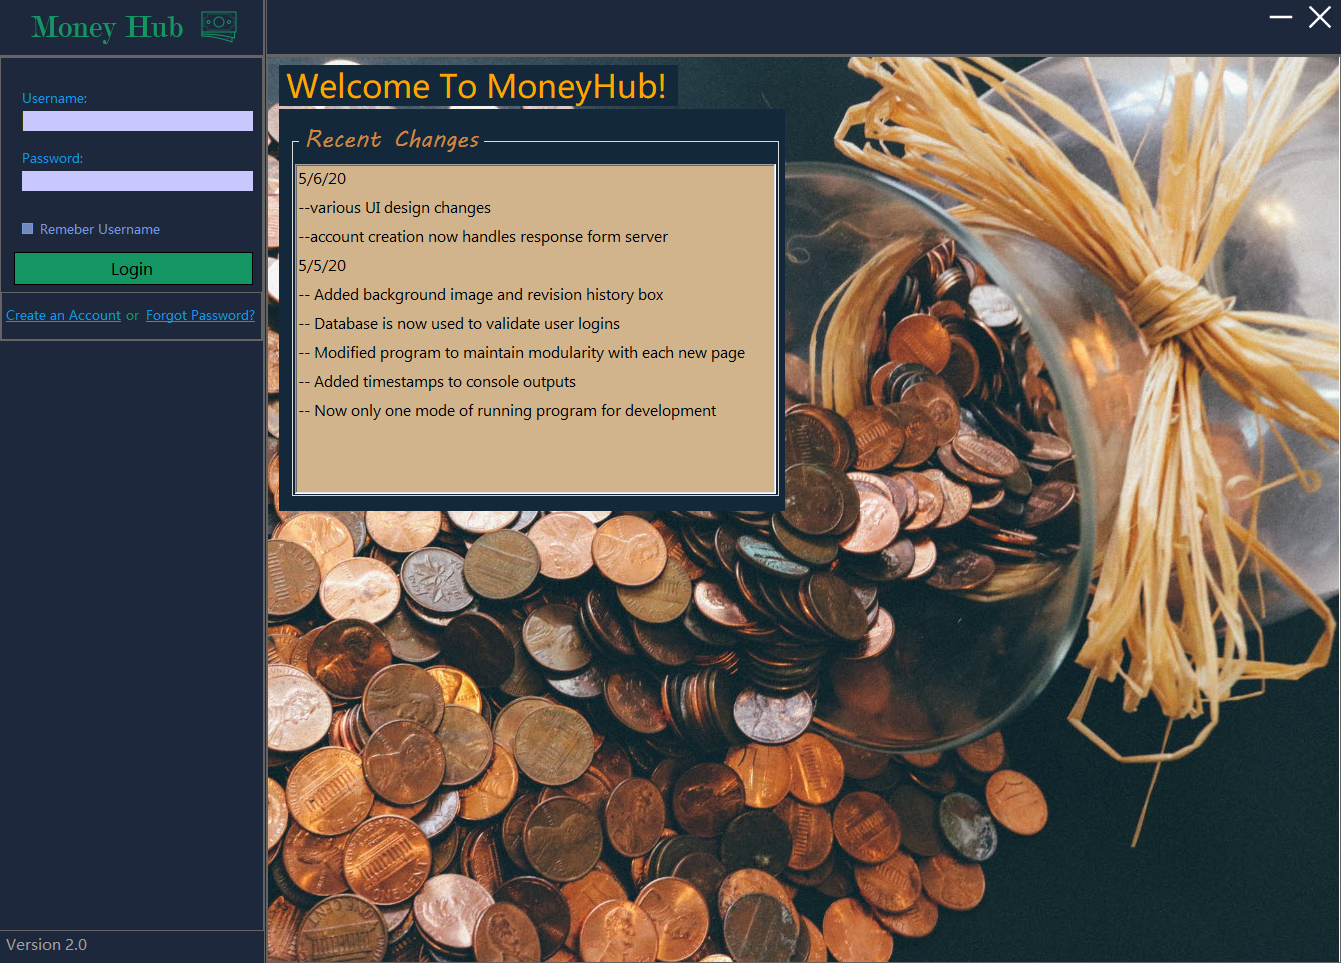 Money Hub
Username:
Password:
Remeber Username
Login
Create an Account or Forgot Password?
Version 2.0
Welcome To MoneyHub!
Recent Changes
5/6/20
--various UI design changes
--account creation now handles response form server
5/5/20
-- Added background image and revision history box
-- Database is now used to validate user logins
-- Modified program to maintain modularity with each new page
-- Added timestamps to console outputs
-- Now only one mode of running program for development